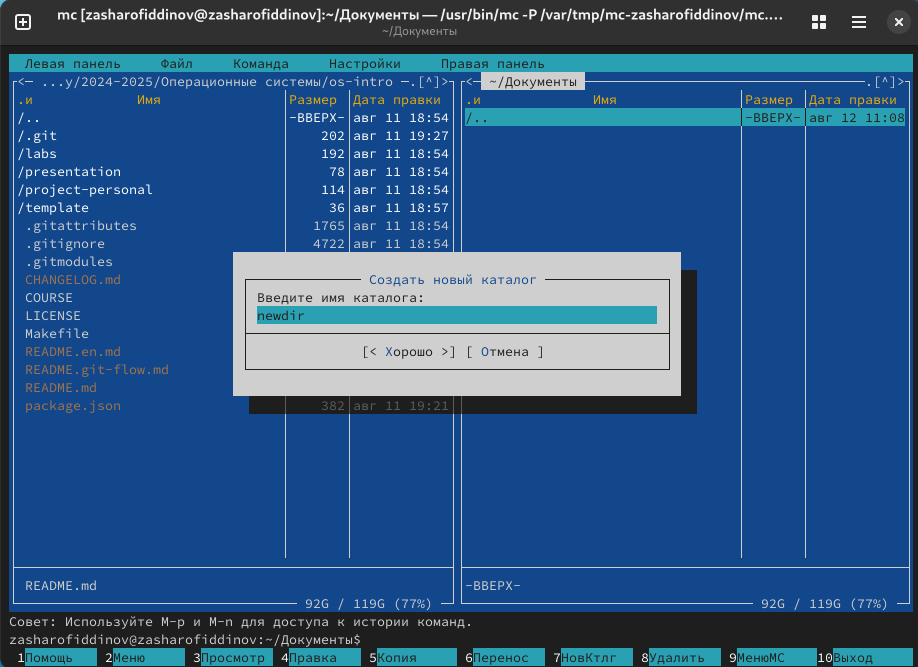 mc [zasharofiddinov@zasharofiddinov]:~/Документы — /usr/bin/mc -P /var/tmp/mc-zasharofiddinov/mc....
~/Документы
Левая панель Файл Команда Настройки Правая панель
<— ...y/2024-2025/Операционные системы/os-intro —.[^]> <— ~/Документы .[^]>
.и Имя Размер Дата правки .и Имя Размер Дата правки
/.. -ВВЕРХ- авг 11 18:54 /.. -ВВЕРХ- авг 12 11:08
/.git 202 авг 11 19:27
/labs 192 авг 11 18:54
/presentation 78 авг 11 18:54
/project-personal 114 авг 11 18:54
/template 36 авг 11 18:57
.gitattributes 1765 авг 11 18:54
.gitignore 4722 авг 11 18:54
.gitmodules
CHANGELOG.md
COURSE
LICENSE
Makefile
README.en.md
README.git-flow.md
README.md
package.json 382 авг 11 19:21
Создать новый каталог
Введите имя каталога:
newdir
[< Хорошо >] [ Отмена ]
README.md -ВВЕРХ-
92G / 119G (77%) 92G / 119G (77%)
Совет: Используйте M-p и M-n для доступа к истории команд.
zasharofiddinov@zasharofiddinov:~/Документы$
1Помощь 2Меню 3Просмотр 4Правка 5Копия 6Перенос 7НовКтлг 8Удалить 9МенюMC 10Выход